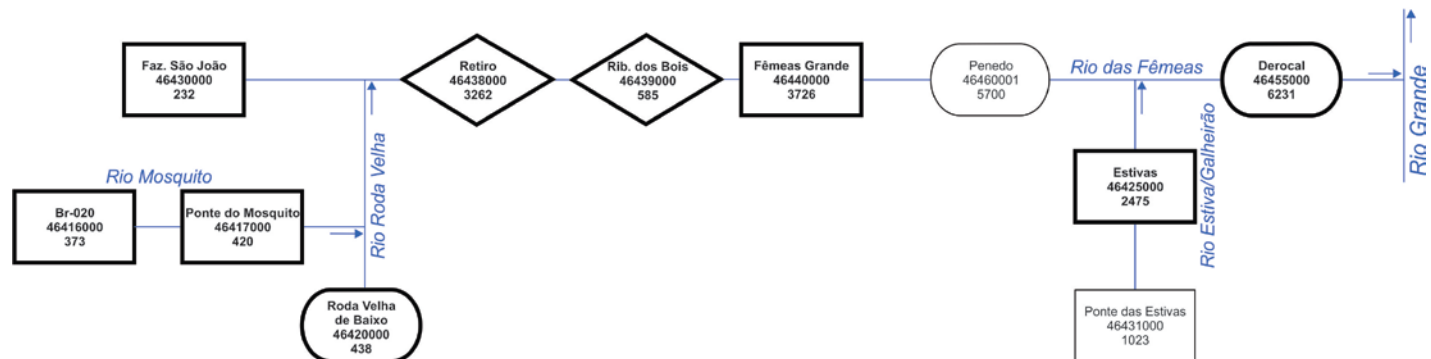 Faz. São João
46430000
232
Retiro
46438000
3262
Rib. dos Bois
46439000
585
Fêmeas Grande
46440000
3726
Penedo
46460001
5700
Rio das Fêmeas
Derocal
46455000
6231
Rio Grande
Rio Mosquito
Br-020
46416000
373
Ponte do Mosquito
46417000
420
Rio Roda Velha
Roda Velha
de Baixo
46420000
438
Estivas
46425000
2475
Rio Estiva/Galheirão
Ponte das Estivas
46431000
1023